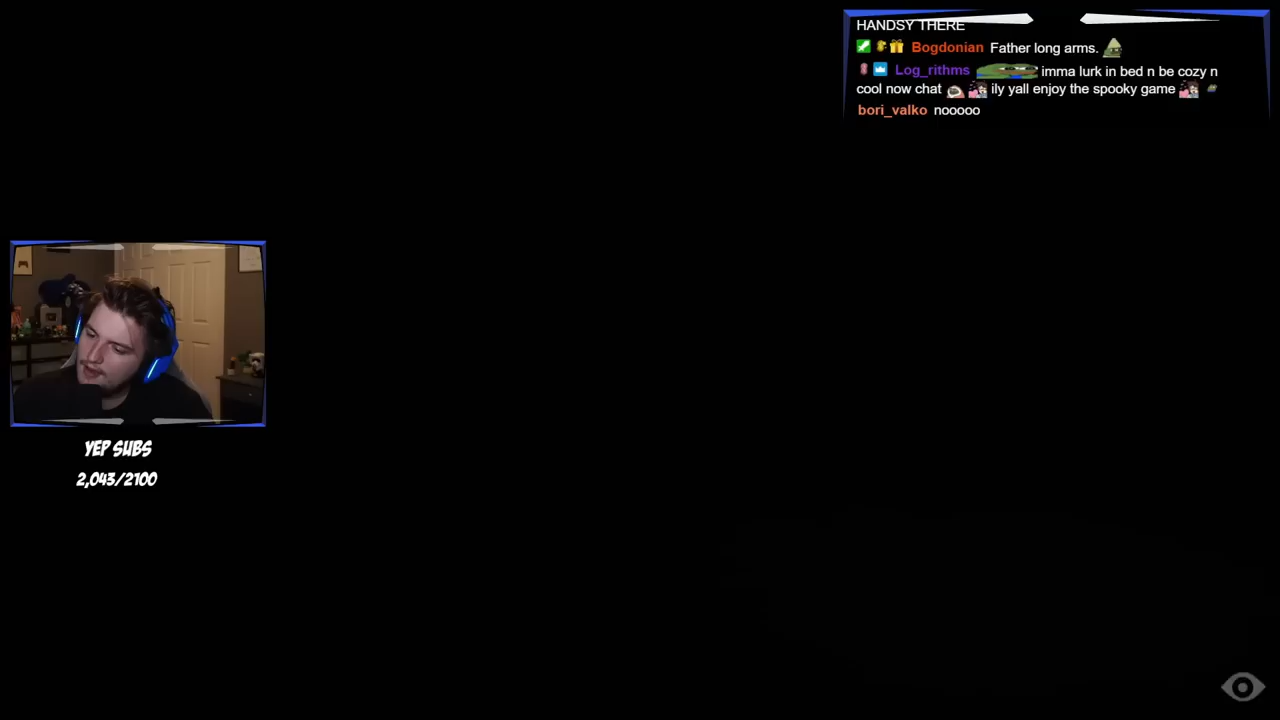 HANDSY THERE
Bogdonian Father long arms.
Log_rithms imma lurk in bed n be cozy n
cool now chat ily yall enjoy the spooky game
bori_valko nooooo
YEP SUBS
2,043/2100